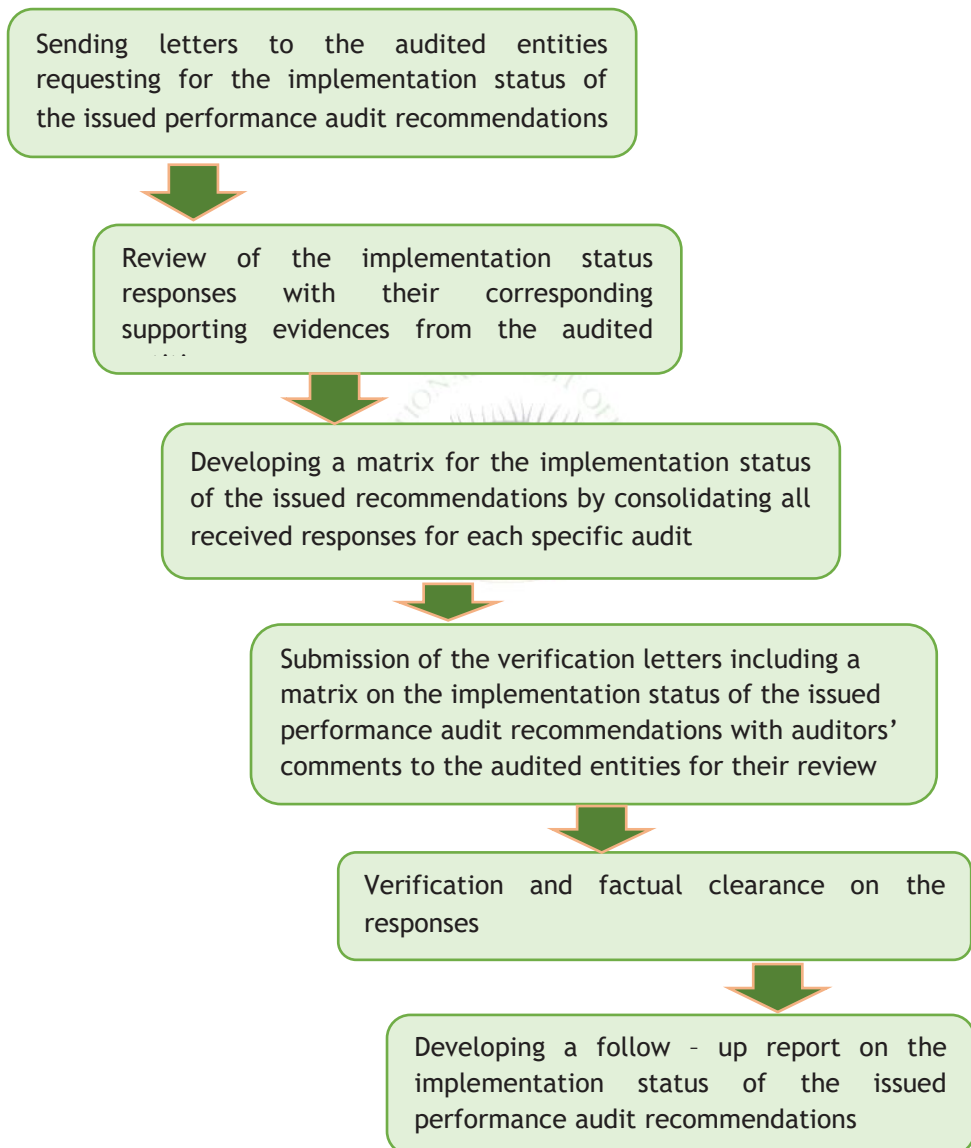 Sending letters to the audited entities
requesting for the implementation status of
the issued performance audit recommendations
Review of the implementation status
responses with their corresponding
supporting evidences from the audited
Developing a matrix for the implementation status
of the issued recommendations by consolidating all
received responses for each specific audit
Submission of the verification letters including a
matrix on the implementation status of the issued
performance audit recommendations with auditors’
comments to the audited entities for their review
Verification and factual clearance on the
responses
Developing a follow – up report on the
implementation status of the issued
performance audit recommendations